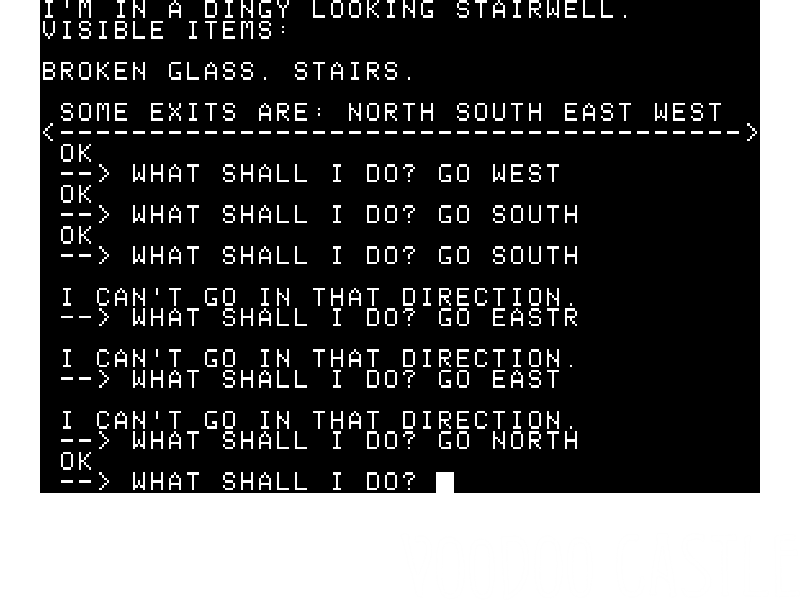 I'M IN A DINGY LOOKING STAIRWELL.
VISIBLE ITEMS:
BROKEN GLASS. STAIRS.
SOME EXITS ARE: NORTH SOUTH EAST WEST
<--------------------------------------->
OK
--> WHAT SHALL I DO? GO WEST
OK
--> WHAT SHALL I DO? GO SOUTH
OK
--> WHAT SHALL I DO? GO SOUTH
I CAN'T GO IN THAT DIRECTION.
--> WHAT SHALL I DO? GO EASTR
I CAN'T GO IN THAT DIRECTION.
--> WHAT SHALL I DO? GO EAST
I CAN'T GO IN THAT DIRECTION.
--> WHAT SHALL I DO? GO NORTH
OK
--> WHAT SHALL I DO?